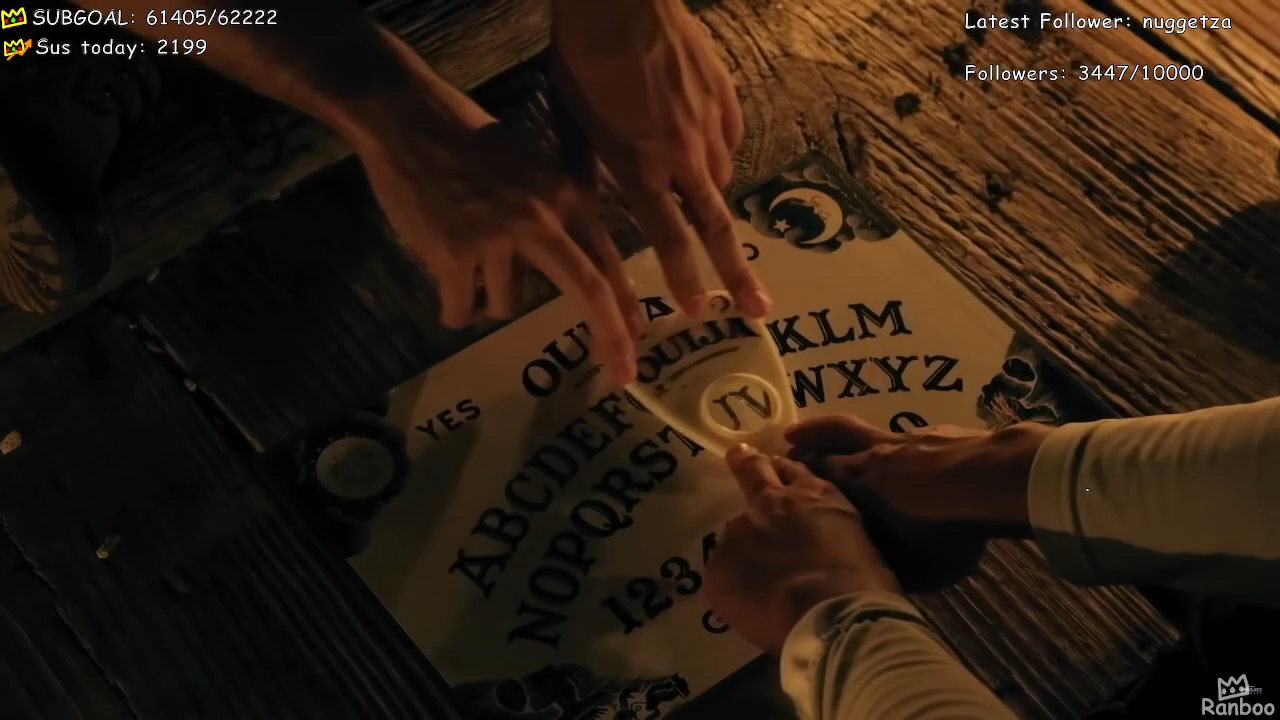 SUBGOAL: 61405/62222
Sus today: 2199
Latest Follower: nuggetza
Followers: 3447/10000
OUIJA
YES
KLM
ABCDEF
WXYZ
NOPQRST
123
Ranboo